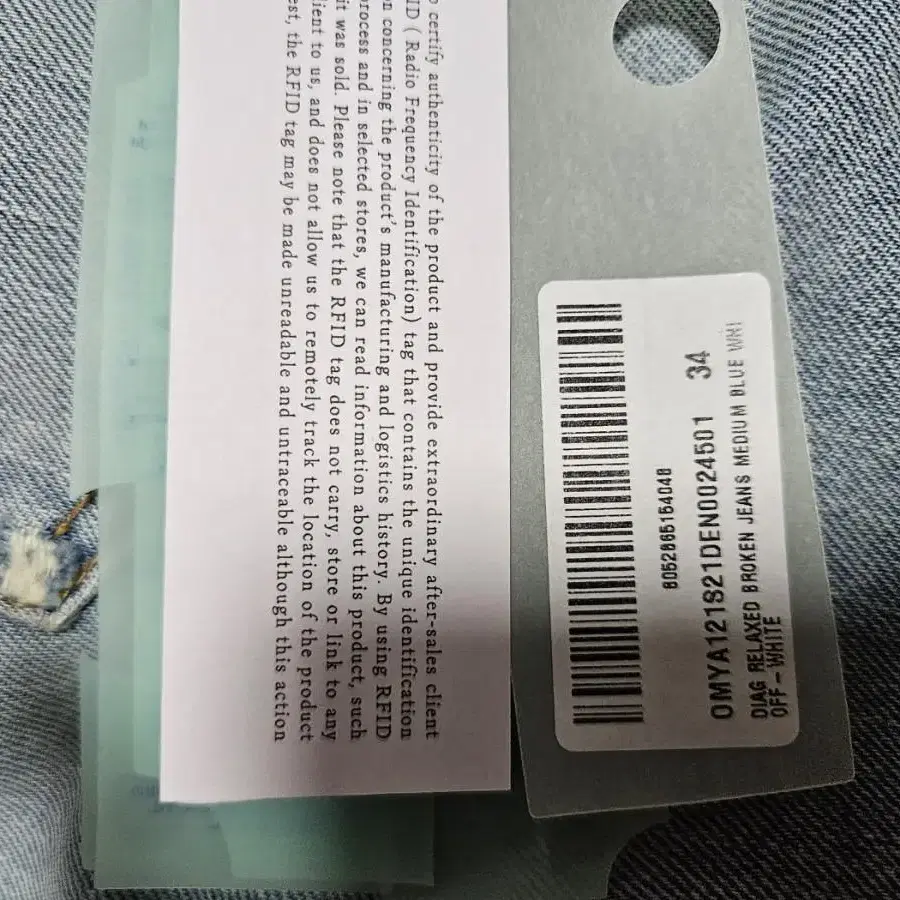 certify authenticity of the product and provide extraordinary after-sales client
ID ( Radio Frequency Identification) tag that contains the unique identification
n concerning the product's manufacturing and logistics history. By using RFID
rocess and in selected stores, we can read information about this product, such
it was sold. Please note that the RFID tag does not carry, store or link to any
lient to us, and does not allow us to remotely track the location of the product
est, the RFID tag may be made unreadable and untraceable although this action
8052865154048
OMYA121S21DEN0024501 34
DIAG RELAXED BROKEN JEANS MEDIUM BLUE WHI
OFF-WHITE